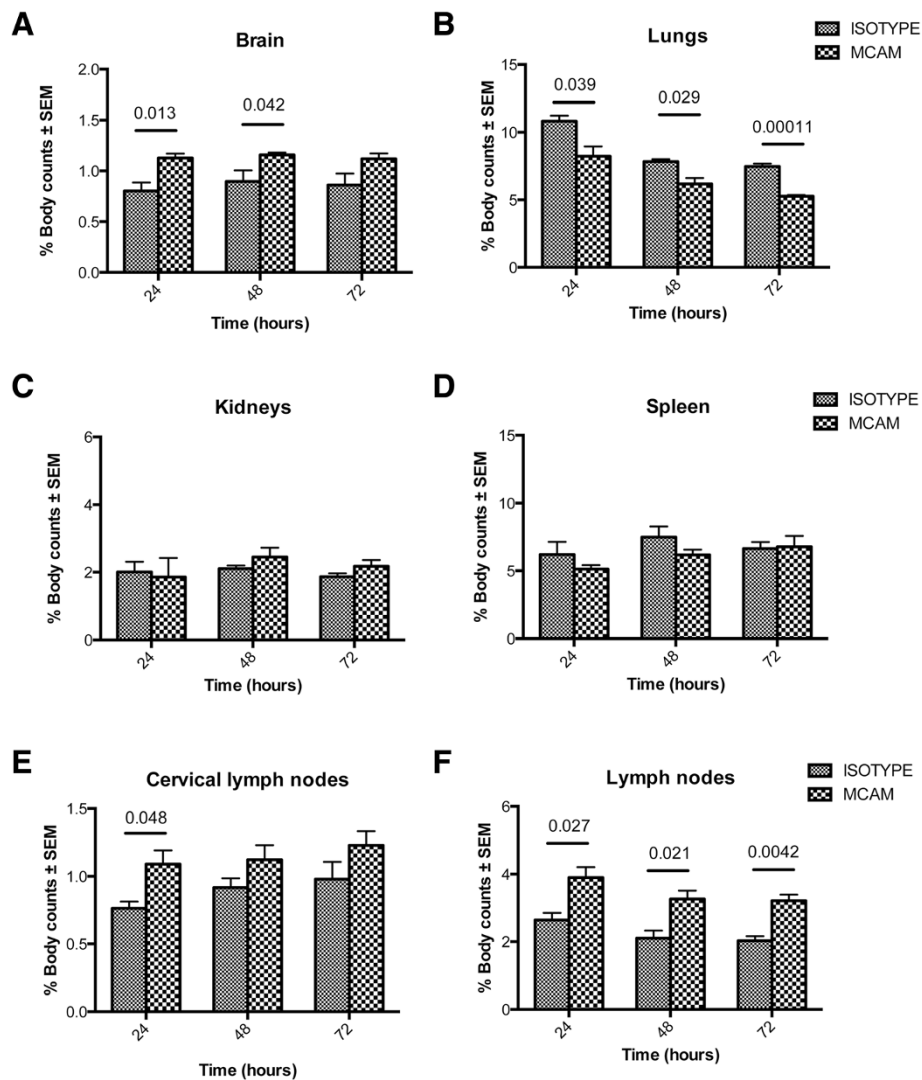 A
Brain
% Body counts ± SEM
2.0
1.5
1.0
0.5
0.0
0.013
0.042
24
48
72
Time (hours)
B
Lungs
% Body counts ± SEM
15
10
5
0
0.039
0.029
0.00011
24
48
72
Time (hours)
ISOTYPE
MCAM
C
Kidneys
% Body counts ± SEM
6
4
2
0
24
48
72
Time (hours)
D
Spleen
% Body counts ± SEM
15
10
5
0
24
48
72
Time (hours)
ISOTYPE
MCAM
E
Cervical lymph nodes
% Body counts ± SEM
1.5
1.0
0.5
0.0
0.048
24
48
72
Time (hours)
F
Lymph nodes
% Body counts ± SEM
6
4
2
0
0.027
0.021
0.0042
24
48
72
Time (hours)
ISOTYPE
MCAM